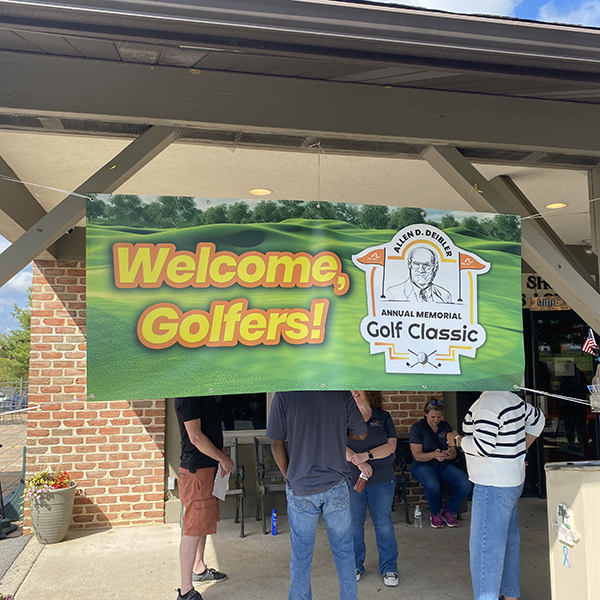 Welcome,
Golfers!
ALLEN D. DEIBLER
ANNUAL MEMORIAL
Golf Classic